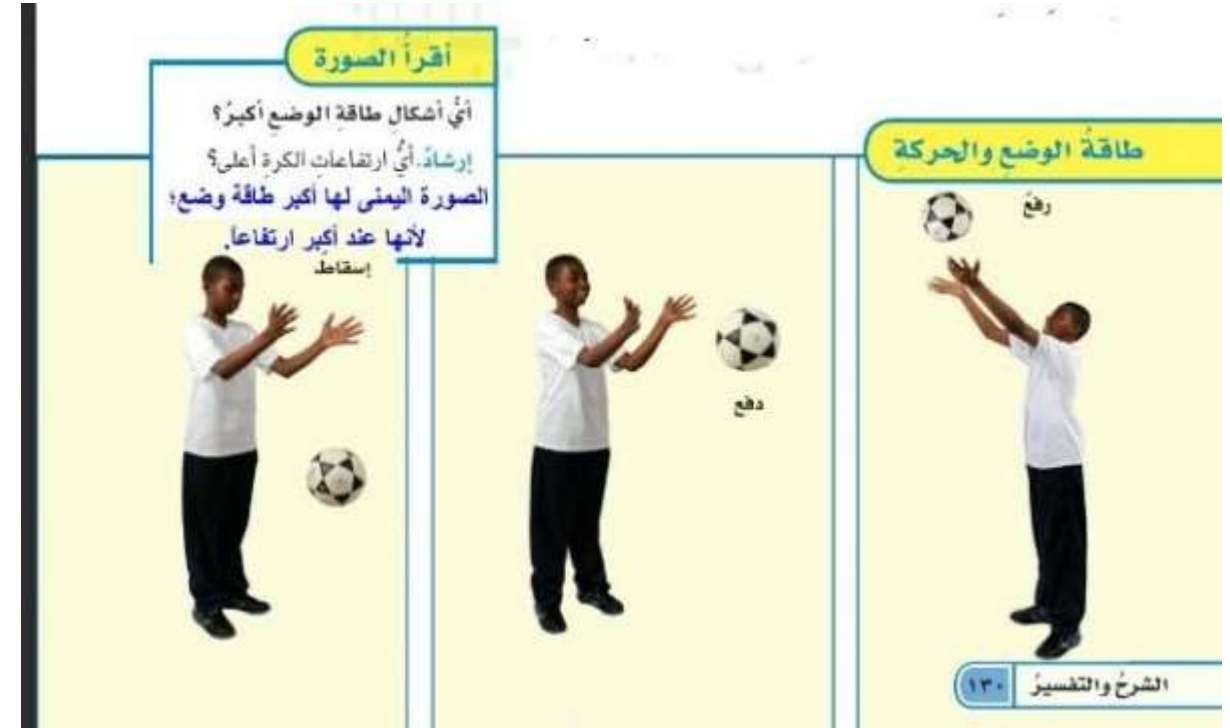 أقرأ الصورة
أيُّ أشكالِ طاقةِ الوضعِ أكبرُ؟
إرشادٌ. أيُّ ارتفاعاتِ الكرةِ أعلى؟
الصورة اليمنى لها أكبر طاقة وضع؛
لأنها عند أكبر ارتفاعاً.
طاقةُ الوضعِ والحركةِ
رفعٌ
دفع
إسقاطٌ
الشرحُ والتفسيرُ ١٣٠